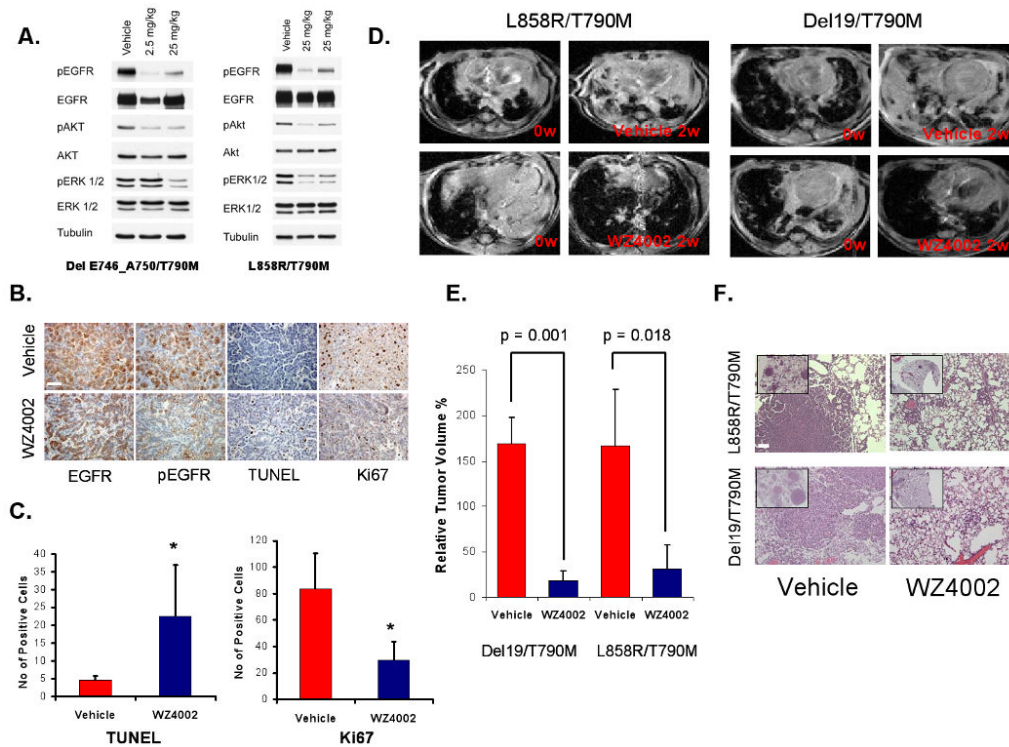 A.
Vehicle
2.5 mg/kg
25 mg/kg
pEGFR
EGFR
pAKT
AKT
pERK 1/2
ERK 1/2
Tubulin
Del E746_A750/T790M
Vehicle
25 mg/kg
25 mg/kg
pEGFR
EGFR
pAkt
Akt
pERK1/2
ERK1/2
Tubulin
L858R/T790M
B.
Vehicle
WZ4002
EGFR
pEGFR
TUNEL
Ki67
C.
No of Positive Cells
40
35
30
25
20
15
10
5
0
*
Vehicle
WZ4002
TUNEL
No of Positive Cells
120
100
80
60
40
20
0
*
Vehicle
WZ4002
Ki67
D.
L858R/T790M
Del19/T790M
0w
Vehicle 2w
0w
Vehicle 2w
0w
WZ4002 2w
0w
WZ4002 2w
E.
p = 0.001
p = 0.018
Relative Tumor Volume %
250
200
150
100
50
0
Vehicle
WZ4002
Vehicle
WZ4002
Del19/T790M
L858R/T790M
F.
L858R/T790M
Del19/T790M
Vehicle
WZ4002